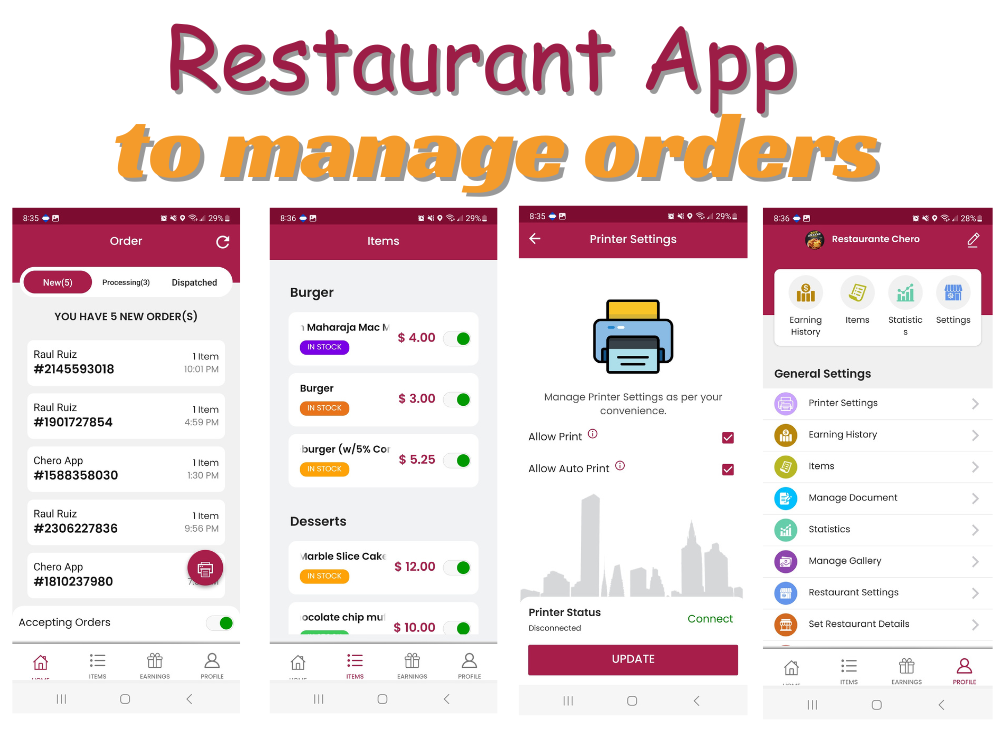 Restaurant App
to manage orders
8:35
29%
Order
New(5)
Processing(3)
Dispatched
YOU HAVE 5 NEW ORDER(S)
Raul Ruiz
1 Item
#2145593018
10:01 PM
Raul Ruiz
1 Item
#1901727854
4:59 PM
Chero App
1 Item
#1588358030
1:30 PM
Raul Ruiz
1 Item
#2306227836
9:56 PM
Chero App
#1810237980
Accepting Orders
ITEMS
EARNINGS
PROFILE
8:36
29%
Items
Burger
Maharaja Mac M
$ 4.00
IN STOCK
Burger
$ 3.00
IN STOCK
burger (w/5% Cor
$ 5.25
IN STOCK
Desserts
Marble Slice Cake
$ 12.00
IN STOCK
ocolate chip mu
$ 10.00
ITEMS
EARNINGS
PROFILE
8:35
29%
Printer Settings
Manage Printer Settings as per your
convenience.
Allow Print
Allow Auto Print
Printer Status
Disconnected
Connect
UPDATE
8:36
28%
Restaurante Chero
Earning
History
Items
Statistic
s
Settings
General Settings
Printer Settings
Earning History
Items
Manage Document
Statistics
Manage Gallery
Restaurant Settings
Set Restaurant Details
ITEMS
EARNINGS
PROFILE